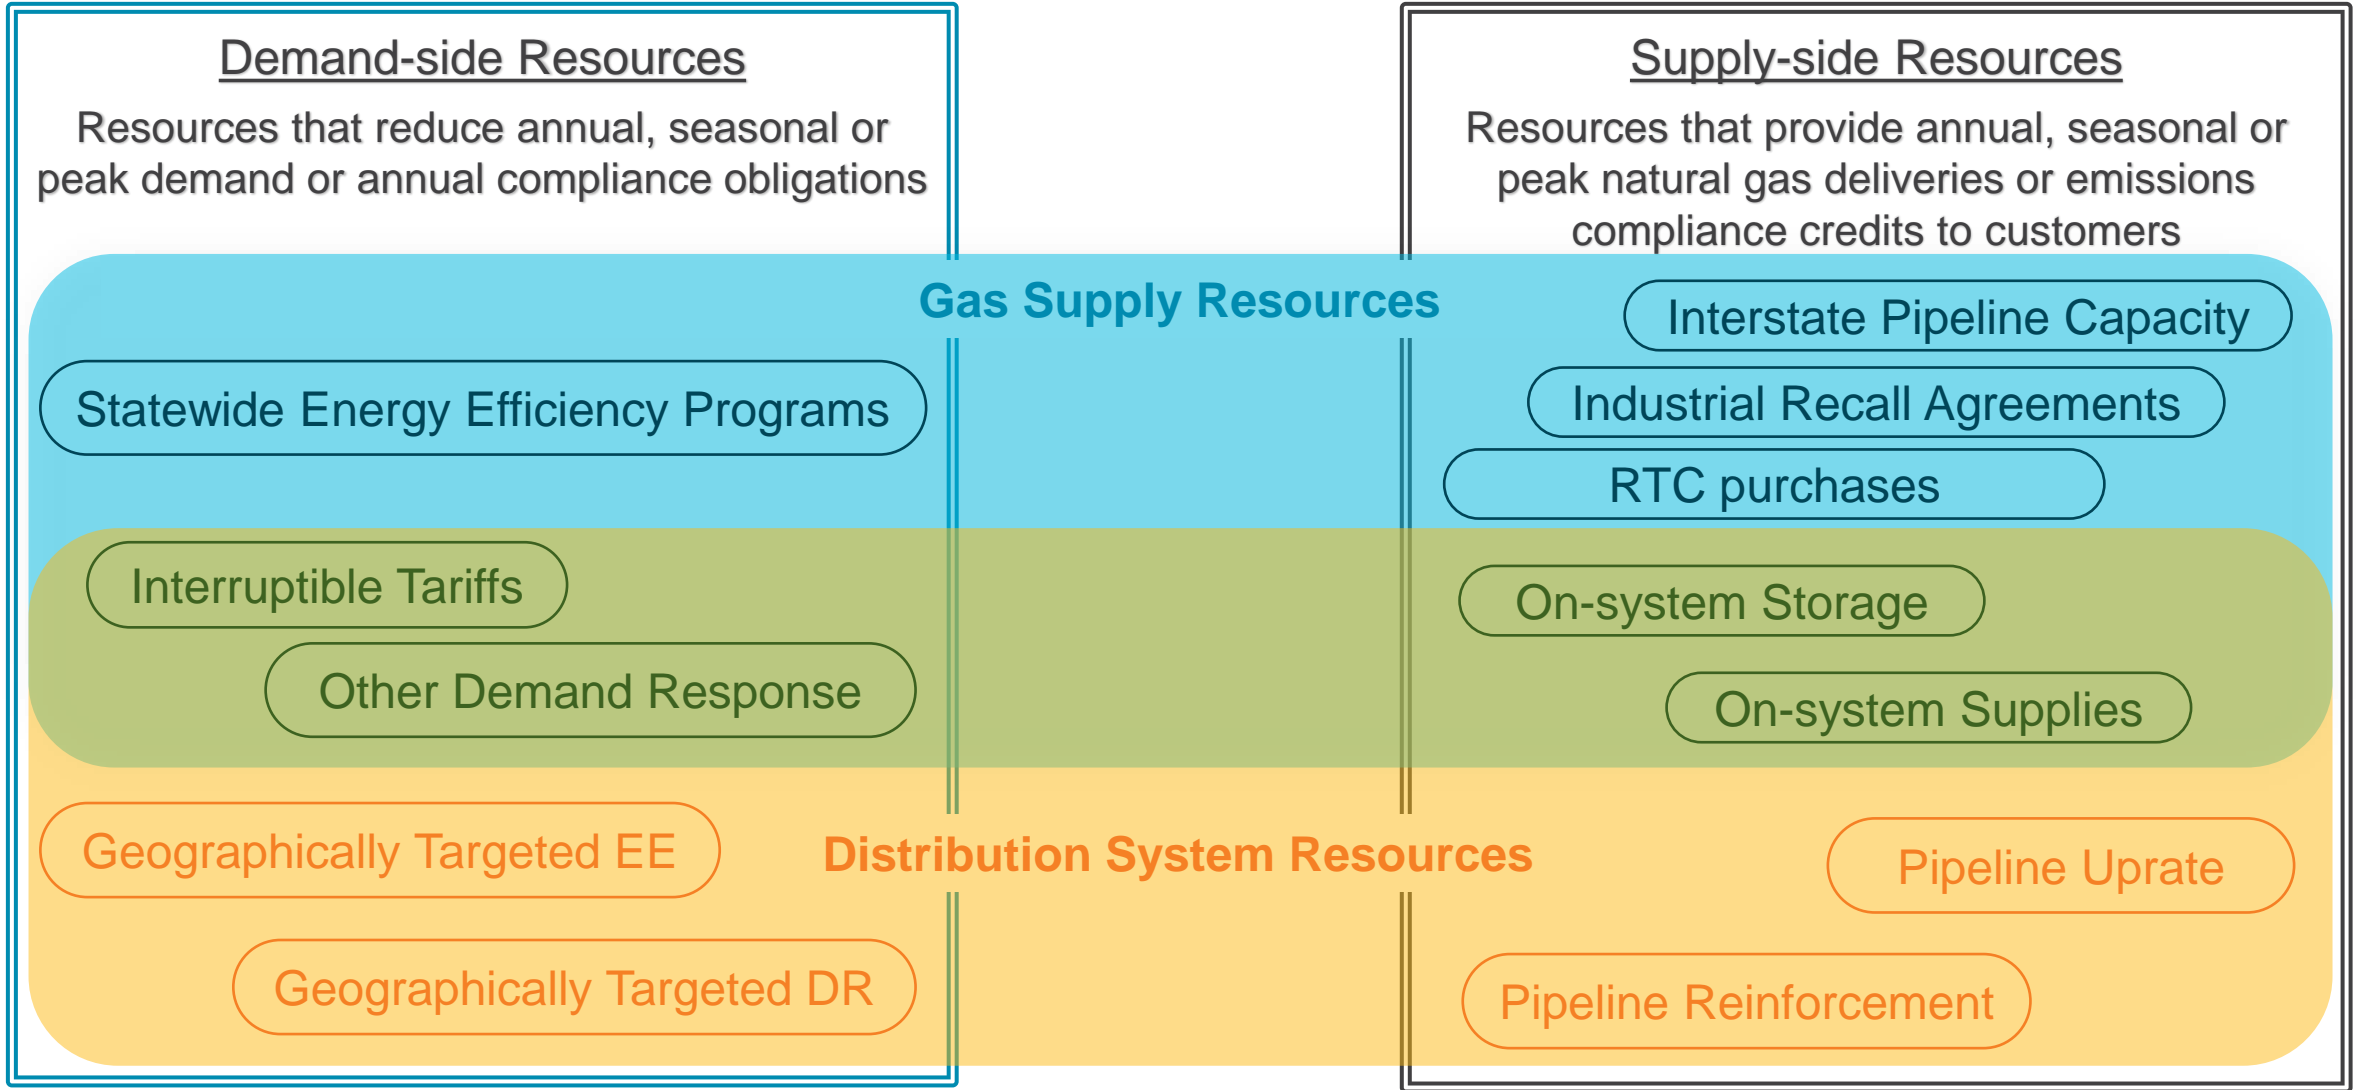 Demand-side Resources
Resources that reduce annual, seasonal or
peak demand or annual compliance obligations
Supply-side Resources
Resources that provide annual, seasonal or
peak natural gas deliveries or emissions
compliance credits to customers
Gas Supply Resources
Statewide Energy Efficiency Programs
Interstate Pipeline Capacity
Industrial Recall Agreements
RTC purchases
Interruptible Tariffs
Other Demand Response
On-system Storage
On-system Supplies
Distribution System Resources
Geographically Targeted EE
Geographically Targeted DR
Pipeline Uprate
Pipeline Reinforcement